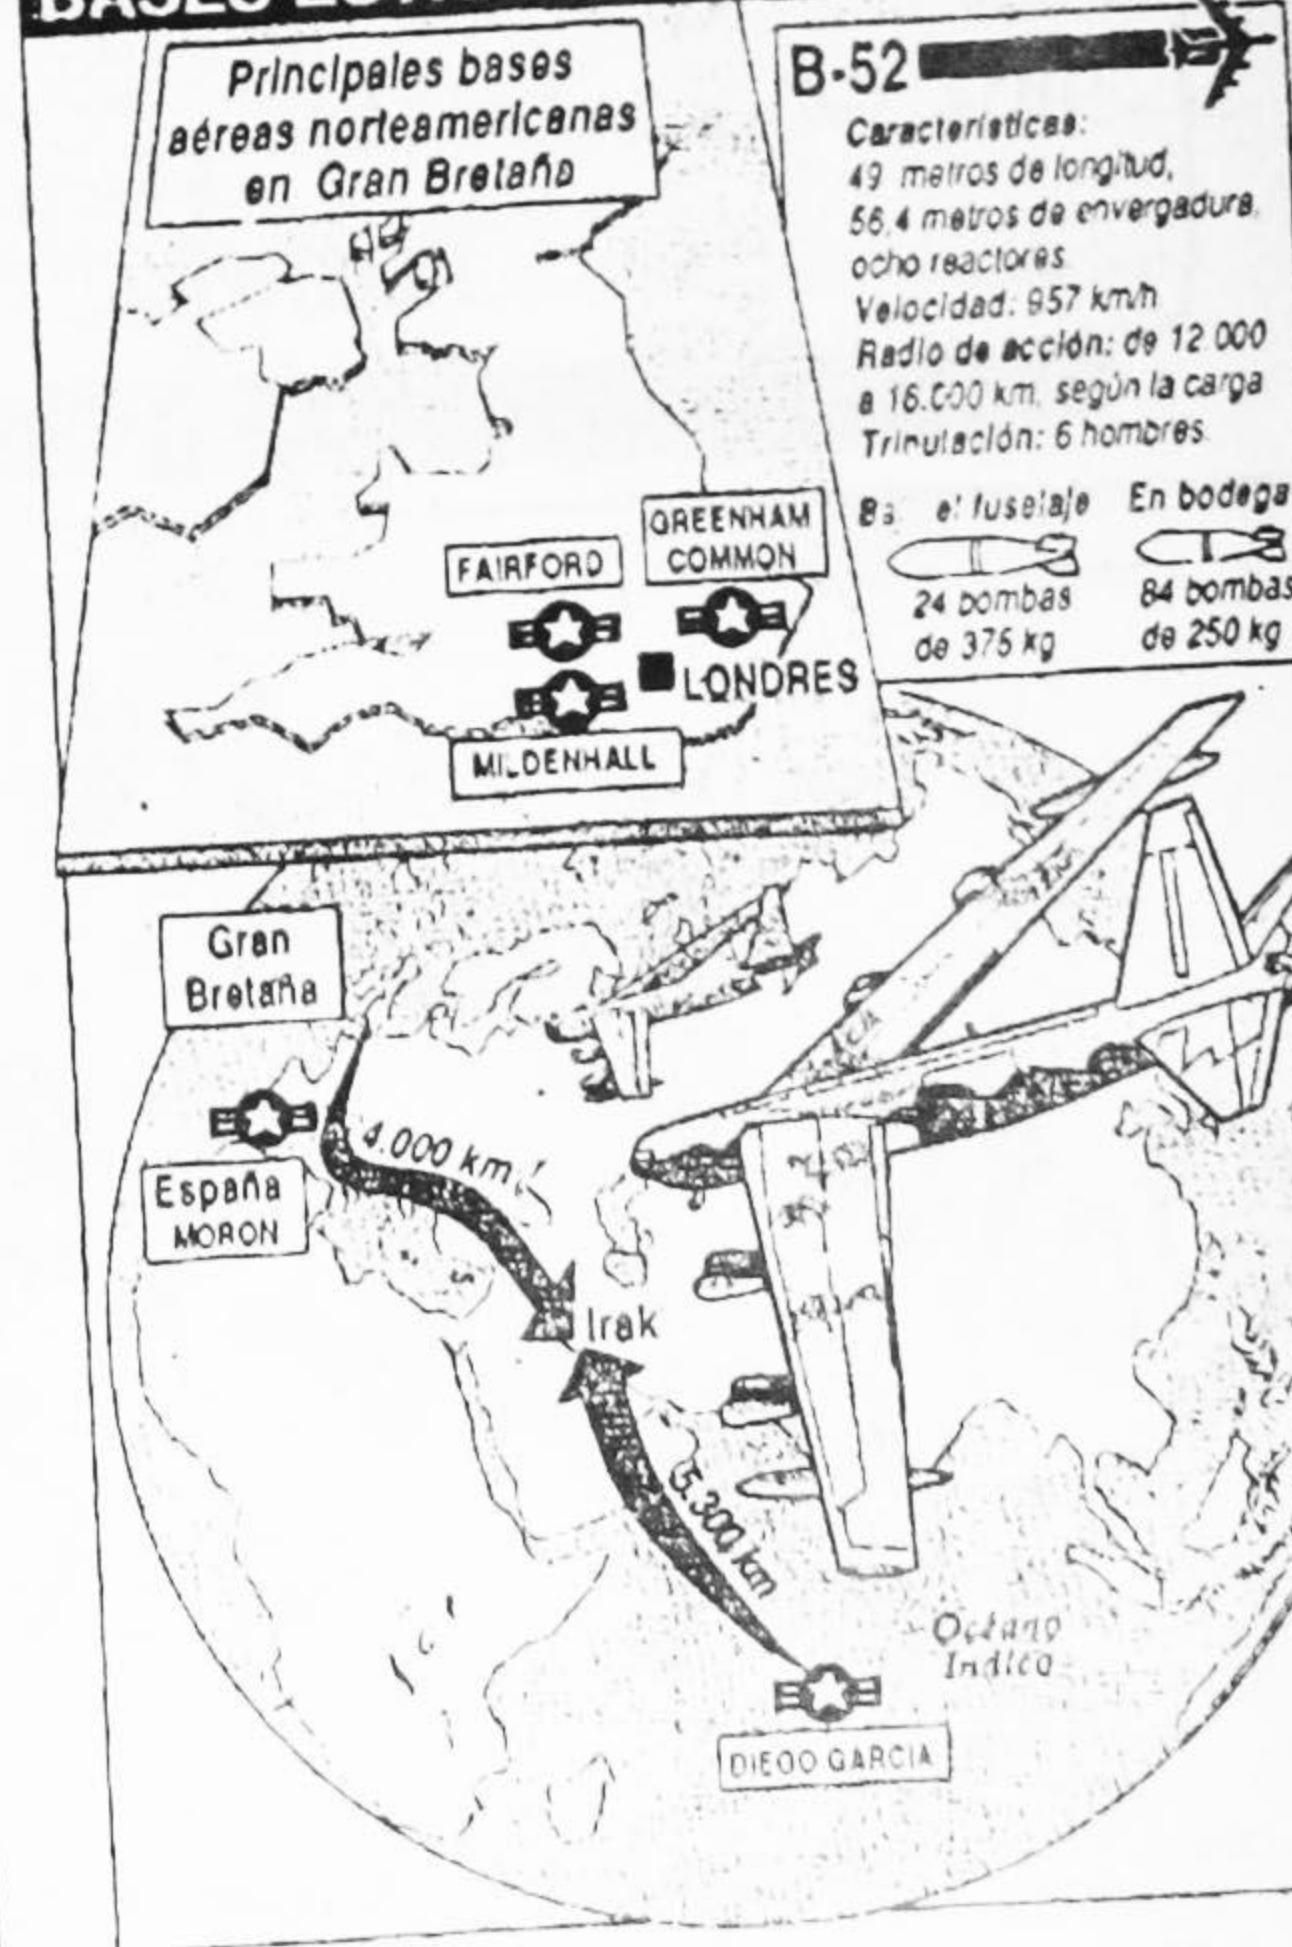 BASES
Principales bases
aéreas norteamericanas
en Gran Bretaña
FAIRFORD
GREENHAM
COMMON
LONDRES
MILDENHALL
B-52
Características:
49 metros de longitud,
56,4 metros de envergadura,
ocho reactores.
Velocidad: 957 km/h
Radio de acción: de 12.000
a 16.000 km, según la carga
Tripulación: 6 hombres.
el fuselaje
24 bombas
de 375 kg
En bodega
84 bombas
de 250 kg
Gran
Bretaña
España
MORON
4.000 km
Irak
5.300 km
Océano
Indico
DIEGO GARCIA